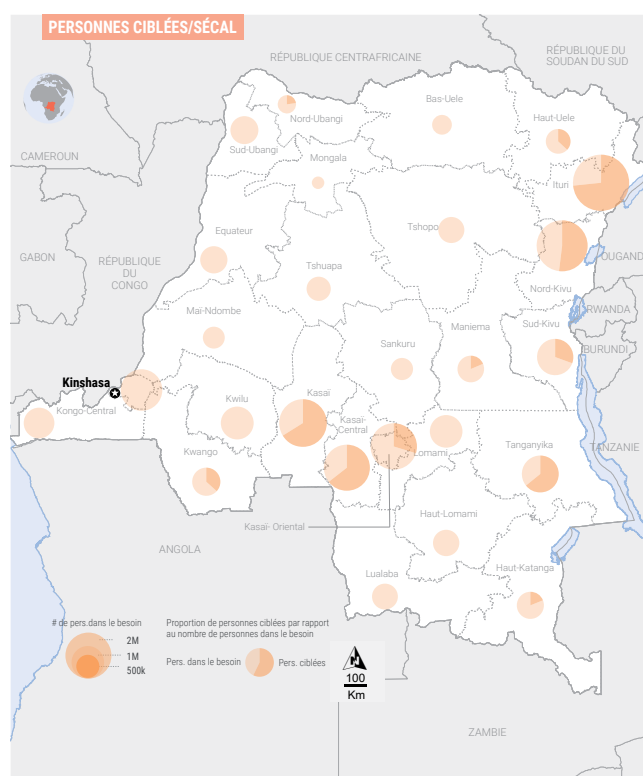 PERSONNES CIBLÉES/SÉCAL
RÉPUBLIQUE CENTRAFRICAINE
RÉPUBLIQUE DU
SOUDAN DU SUD
CAMEROUN
GABON
RÉPUBLIQUE
DU
CONGO
Nord-Ubangi
Sud-Ubangi
Mongala
Bas-Uele
Haut-Uele
Ituri
Equateur
Tshopo
Tshuapa
OUGAND
Nord-Kivu
RWANDA
Mai-Ndombe
Sankuru
Maniema
Sud-Kivu
BURUNDI
Kinshasa
Kongo-Central
Kwilu
Kasaï
Kasaï-
Central
Kwango
Lomami
Tanganyika
TANZANIE
Kasaï- Oriental
ANGOLA
Haut-Lomami
Lualaba
Haut-Katanga
# de pers.dans le besoin
2M
1M
500k
Proportion de personnes ciblées par rapport
au nombre de personnes dans le besoin
Pers. dans le besoin
Pers. ciblées
N
100
Km
ZAMBIE